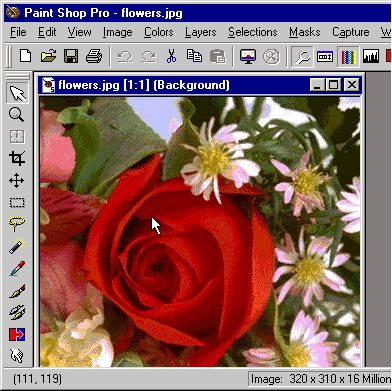 Paint Shop Pro - flowers.jpg
File Edit View Image Colors Layers Selections Masks Capture W
flowers.jpg [1:1] (Background)
(111, 119) Image: 320 x 310 x 16 Million